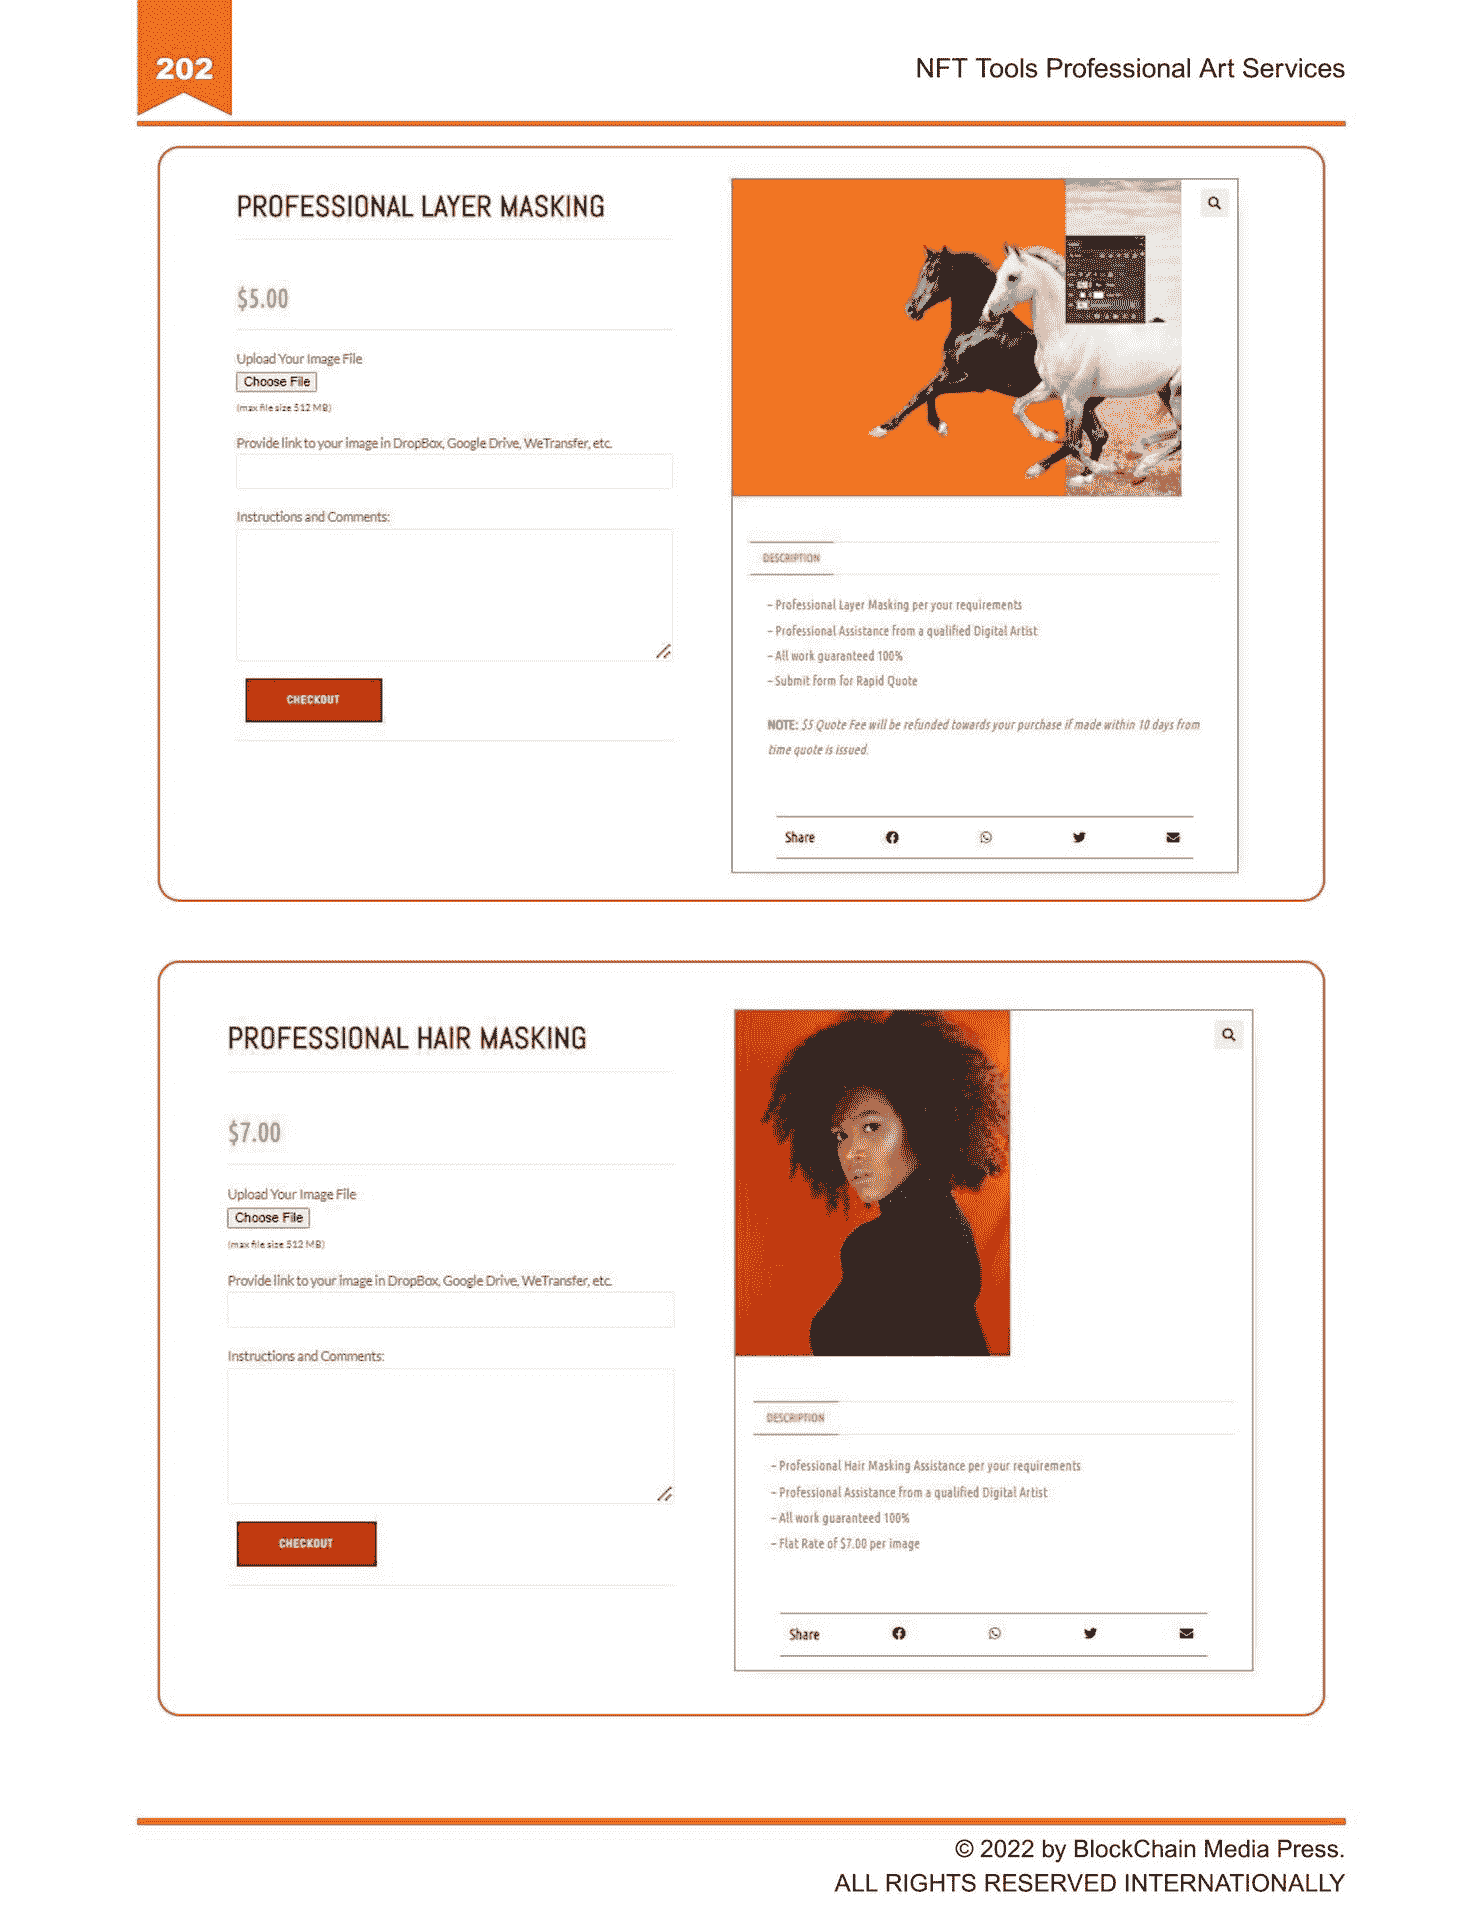 202
NFT Tools Professional Art Services
PROFESSIONAL LAYER MASKING
$5.00
Upload Your Image File
Choose File
(max file size 512 MB)
Provide link to your image in DropBox, Google Drive, WeTransfer, etc.
Instructions and Comments:
CHECKOUT
DESCRIPTION
– Professional Layer Masking per your requirements
– Professional Assistance from a qualified Digital Artist
– All work guaranteed 100%
– Submit form for Rapid Quote
NOTE: $5 Quote Fee will be refunded towards your purchase if made within 10 days from
time quote is issued.
Share
PROFESSIONAL HAIR MASKING
$7.00
Upload Your Image File
Choose File
(max file size 512 MB)
Provide link to your image in DropBox, Google Drive, WeTransfer, etc.
Instructions and Comments:
CHECKOUT
DESCRIPTION
– Professional Hair Masking Assistance per your requirements
– Professional Assistance from a qualified Digital Artist
– All work guaranteed 100%
– Flat Rate of $7.00 per image
Share
© 2022 by BlockChain Media Press.
ALL RIGHTS RESERVED INTERNATIONALLY